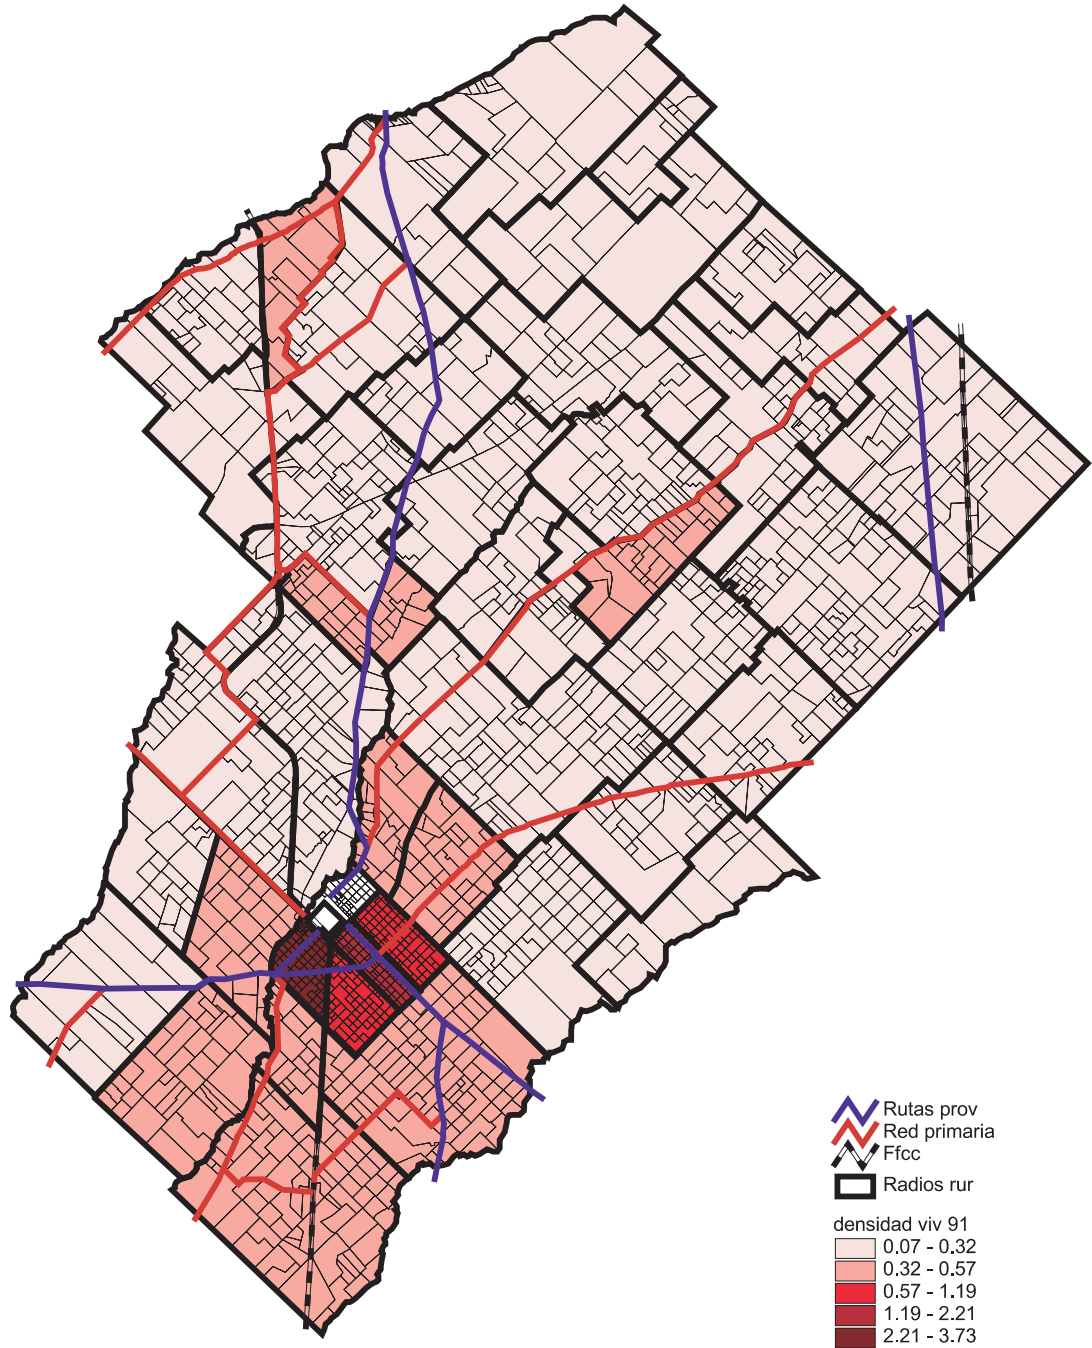 Rutas prov
Red primaria
Ffcc
Radios rur
densidad viv 91
0.07 - 0.32
0.32 - 0.57
0.57 - 1.19
1.19 - 2.21
2.21 - 3.73